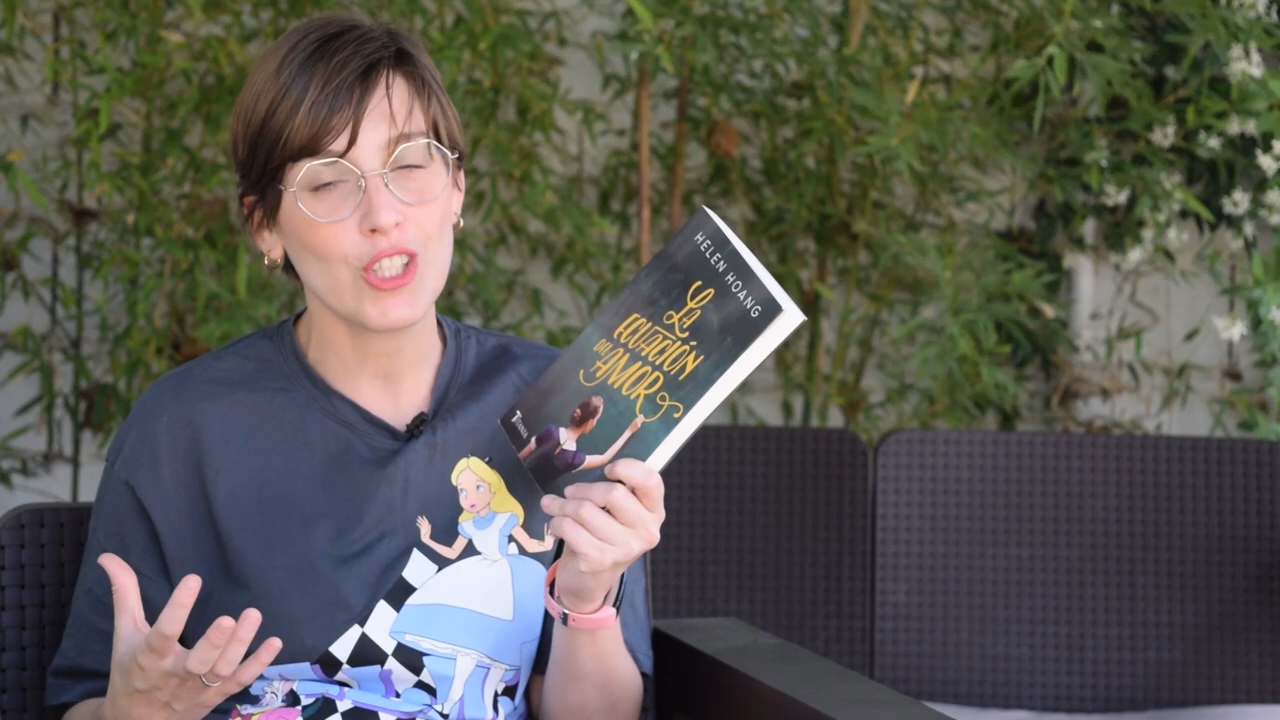 HELEN HOANG
LA
ECUACIÓN
DEL AMOR
TITANIA